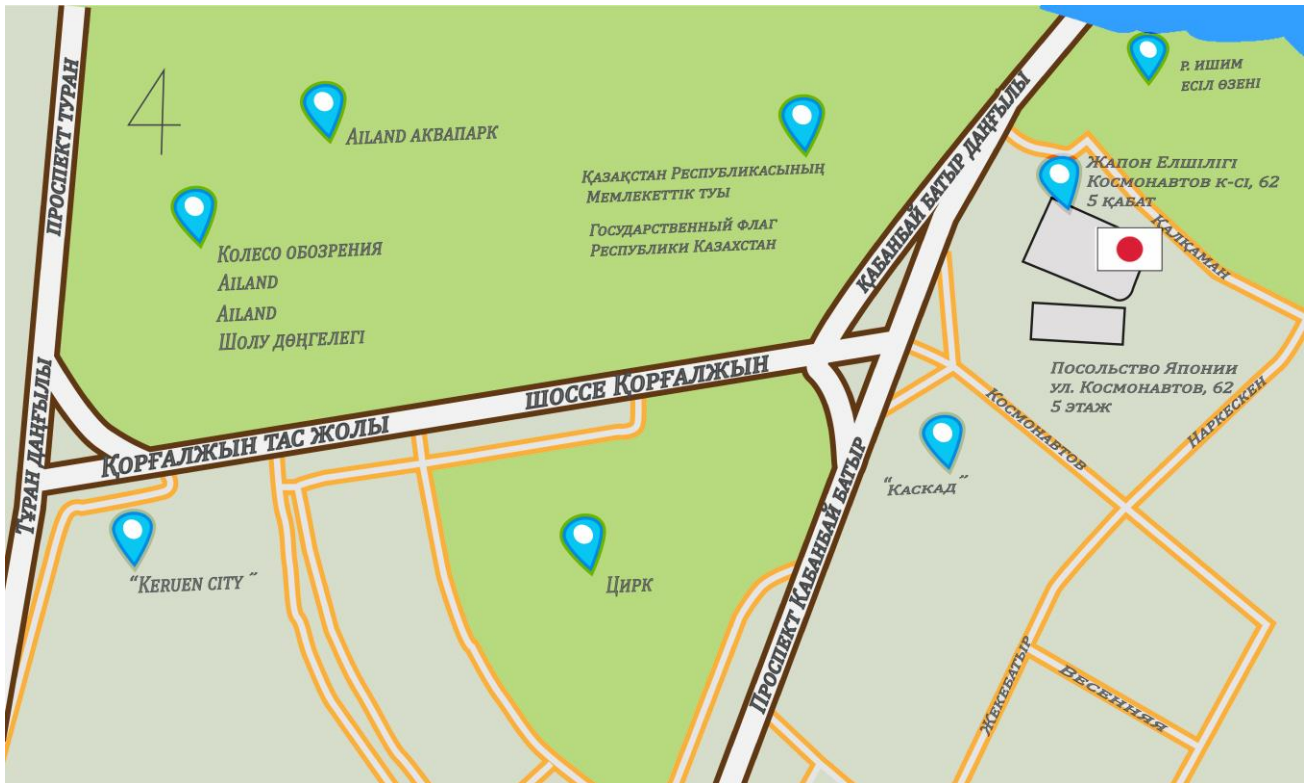 ПРОСПЕКТ ТУРАН
AILAND АКВАПАРК
КОЛЕСО ОБОЗРЕНИЯ
AILAND
AILAND
ШОЛУ ДӨҢГЕЛЕГІ
ҚАЗАҚСТАН РЕСПУБЛИКАСЫНЫҢ
МЕМЛЕКЕТТІК ТУЫ
ГОСУДАРСТВЕННЫЙ ФЛАГ
РЕСПУБЛИКИ КАЗАХСТАН
ҚАБАНБАЙ БАТЫР ДАҢҒЫЛЫ
Р. ИШИМ
ЕСІЛ ӨЗЕНІ
ЖАПОН ЕЛШІЛІГІ
КОСМОНАВТОВ К-СІ, 62
5 ҚАБАТ
ҚАЛҚАМАН
ПОСОЛЬСТВО ЯПОНИИ
УЛ. КОСМОНАВТОВ, 62
5 ЭТАЖ
ТҰРАН ДАҢҒЫЛЫ
ҚОРҒАЛЖЫН ТАС ЖОЛЫ
ШОССЕ ҚОРҒАЛЖЫН
КОСМОНАВТОВ
НАРКЕСКЕН
"КАСКАД"
"KERUEN CITY"
ЦИРК
ПРОСПЕКТ КАБАНБАЙ БАТЫР
ЖЕКЕБАТЫР
ВЕСЕННЯЯ